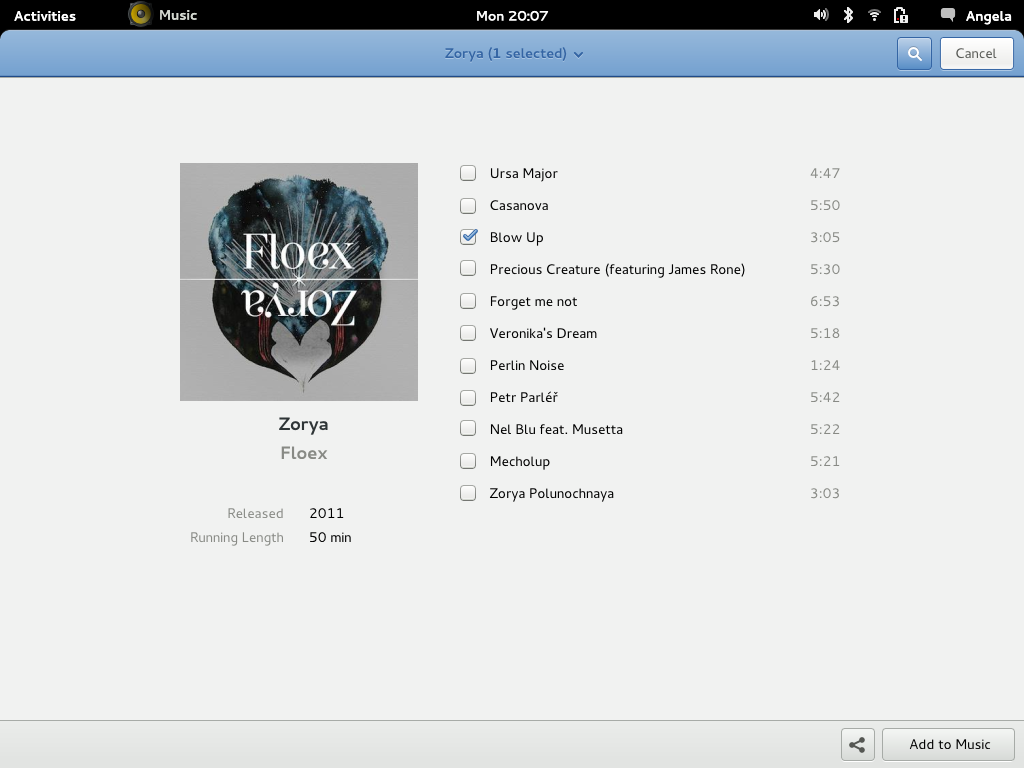 Activities
Music
Mon 20:07
Angela
Zorya (1 selected)
Cancel
Floex
Zorya
Zorya
Floex
Released 2011
Running Length 50 min
Ursa Major 4:47
Casanova 5:50
Blow Up 3:05
Precious Creature (featuring James Rone) 5:30
Forget me not 6:53
Veronika's Dream 5:18
Perlin Noise 1:24
Petr Parléř 5:42
Nel Blu feat. Musetta 5:22
Mecholup 5:21
Zorya Polunochnaya 3:03
Add to Music